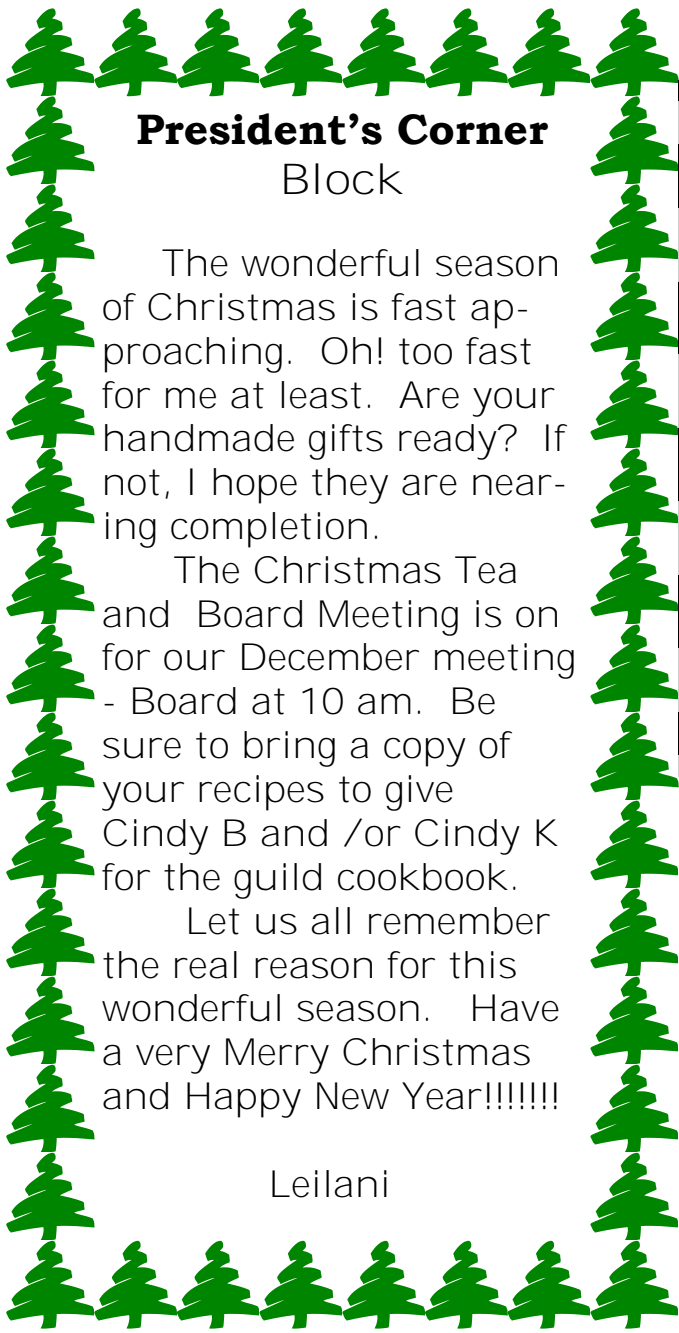 President’s Corner
Block
The wonderful season
of Christmas is fast ap-
proaching.  Oh! too fast
for me at least.  Are your
handmade gifts ready?  If
not, I hope they are near-
ing completion.
The Christmas Tea
and  Board Meeting is on
for our December meeting
- Board at 10 am.  Be
sure to bring a copy of
your recipes to give
Cindy B and /or Cindy K
for the guild cookbook.
Let us all remember
the real reason for this
wonderful season.   Have
a very Merry Christmas
and Happy New Year!!!!!!!
Leilani